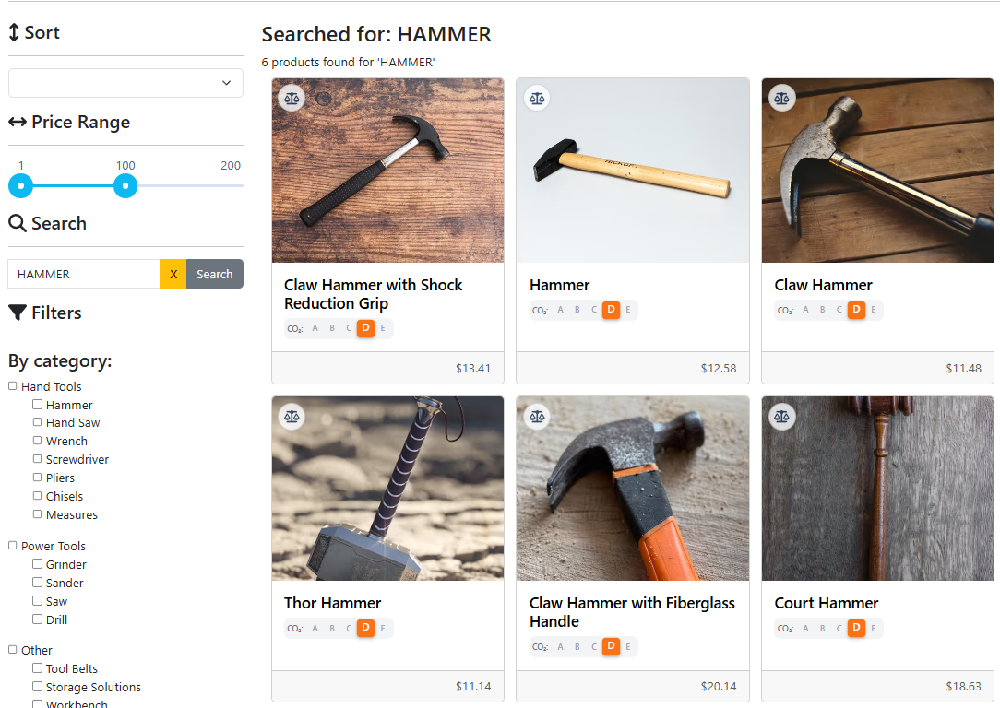 Sort
Price Range
1 100 200
Search
HAMMER X Search
Filters
By category:
Hand Tools
Hammer
Hand Saw
Wrench
Screwdriver
Pliers
Chisels
Measures
Power Tools
Grinder
Sander
Saw
Drill
Other
Tool Belts
Storage Solutions
Workbench
Searched for: HAMMER
6 products found for 'HAMMER'
Claw Hammer with Shock
Reduction Grip
CO₂: A B C D E
$13.41
Hammer
CO₂: A B C D E
$12.58
Claw Hammer
CO₂: A B C D E
$11.48
Thor Hammer
CO₂: A B C D E
$11.14
Claw Hammer with Fiberglass
Handle
CO₂: A B C D E
$20.14
Court Hammer
CO₂: A B C D E
$18.63